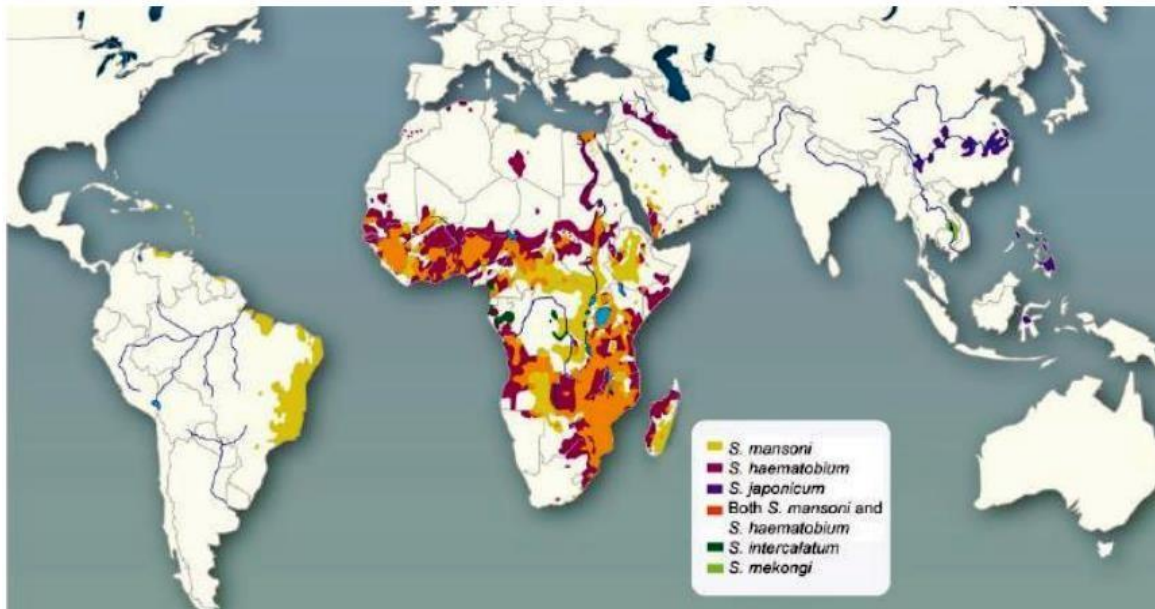 S. mansoni
S. haematobium
S. japonicum
Both S. mansoni and
S. haematobium
S. intercalatum
S. mekongi